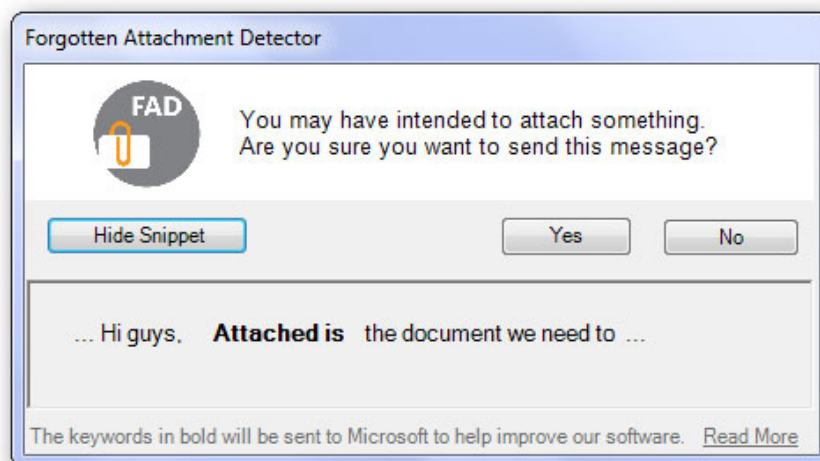 Forgotten Attachment Detector
FAD
You may have intended to attach something.
Are you sure you want to send this message?
Hide Snippet
Yes
No
... Hi guys, Attached is the document we need to ...
The keywords in bold will be sent to Microsoft to help improve our software. Read More